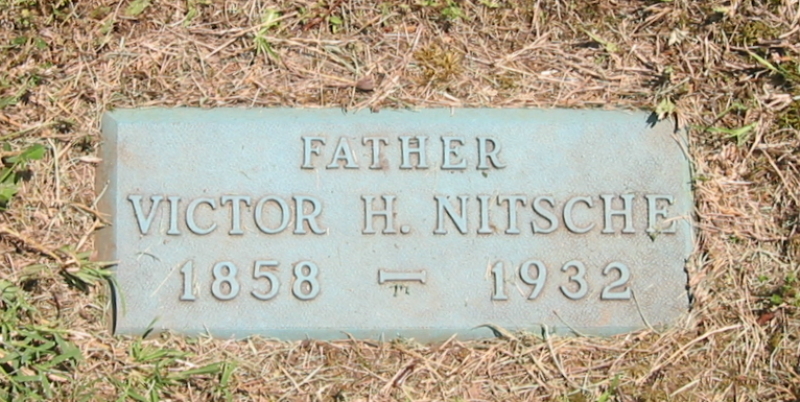 FATHER
VICTOR H. NITSCHE
1858 — 1932